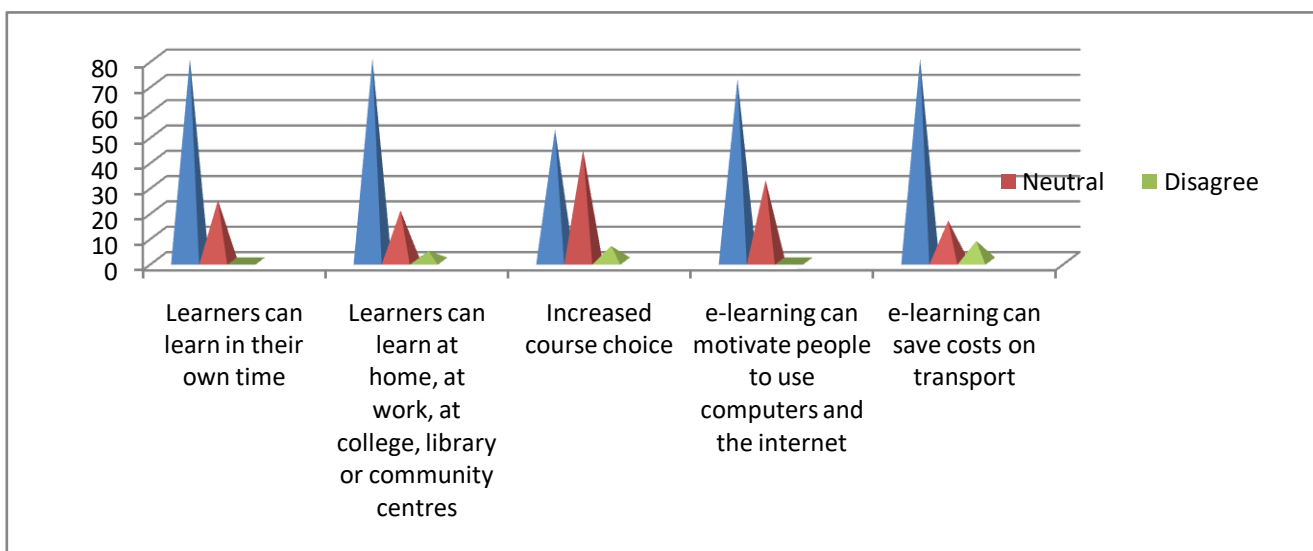 80
70
60
50
40
30
20
10
0
Neutral Disagree
Learners can
learn in their
own time
Learners can
learn at
home, at
work, at
college, library
or community
centres
Increased
course choice
e-learning can
motivate people
to use
computers and
the internet
e-learning can
save costs on
transport